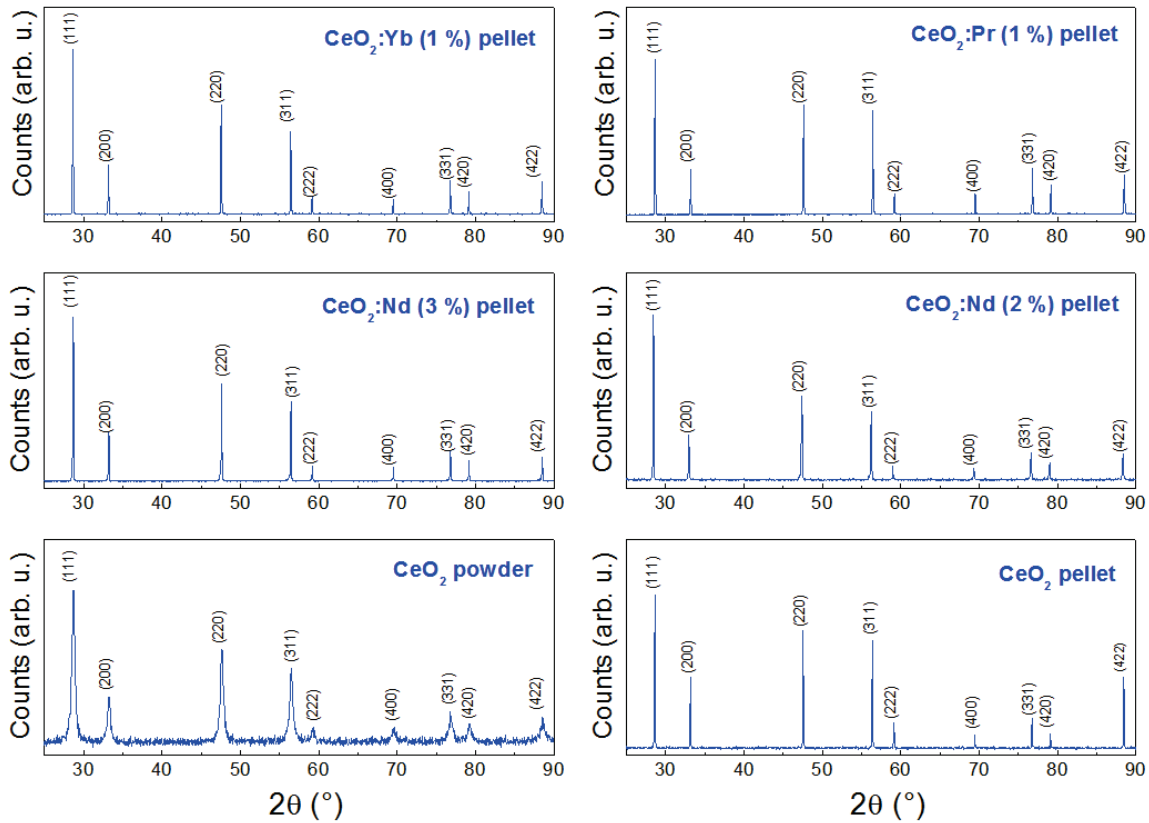 CeO2:Yb (1 %) pellet
Counts (arb. u.)
(111)
(200)
(220)
(311)
(222)
(400)
(331)
(420)
(422)
30 40 50 60 70 80 90
CeO2:Pr (1 %) pellet
Counts (arb. u.)
(111)
(200)
(220)
(311)
(222)
(400)
(331)
(420)
(422)
30 40 50 60 70 80 90
CeO2:Nd (3 %) pellet
Counts (arb. u.)
(111)
(200)
(220)
(311)
(222)
(400)
(331)
(420)
(422)
30 40 50 60 70 80 90
CeO2:Nd (2 %) pellet
Counts (arb. u.)
(111)
(200)
(220)
(311)
(222)
(400)
(331)
(420)
(422)
30 40 50 60 70 80 90
CeO2 powder
Counts (arb. u.)
(111)
(200)
(220)
(311)
(222)
(400)
(331)
(420)
(422)
30 40 50 60 70 80 90
2θ (°)
CeO2 pellet
Counts (arb. u.)
(111)
(200)
(220)
(311)
(222)
(400)
(331)
(420)
(422)
30 40 50 60 70 80 90
2θ (°)